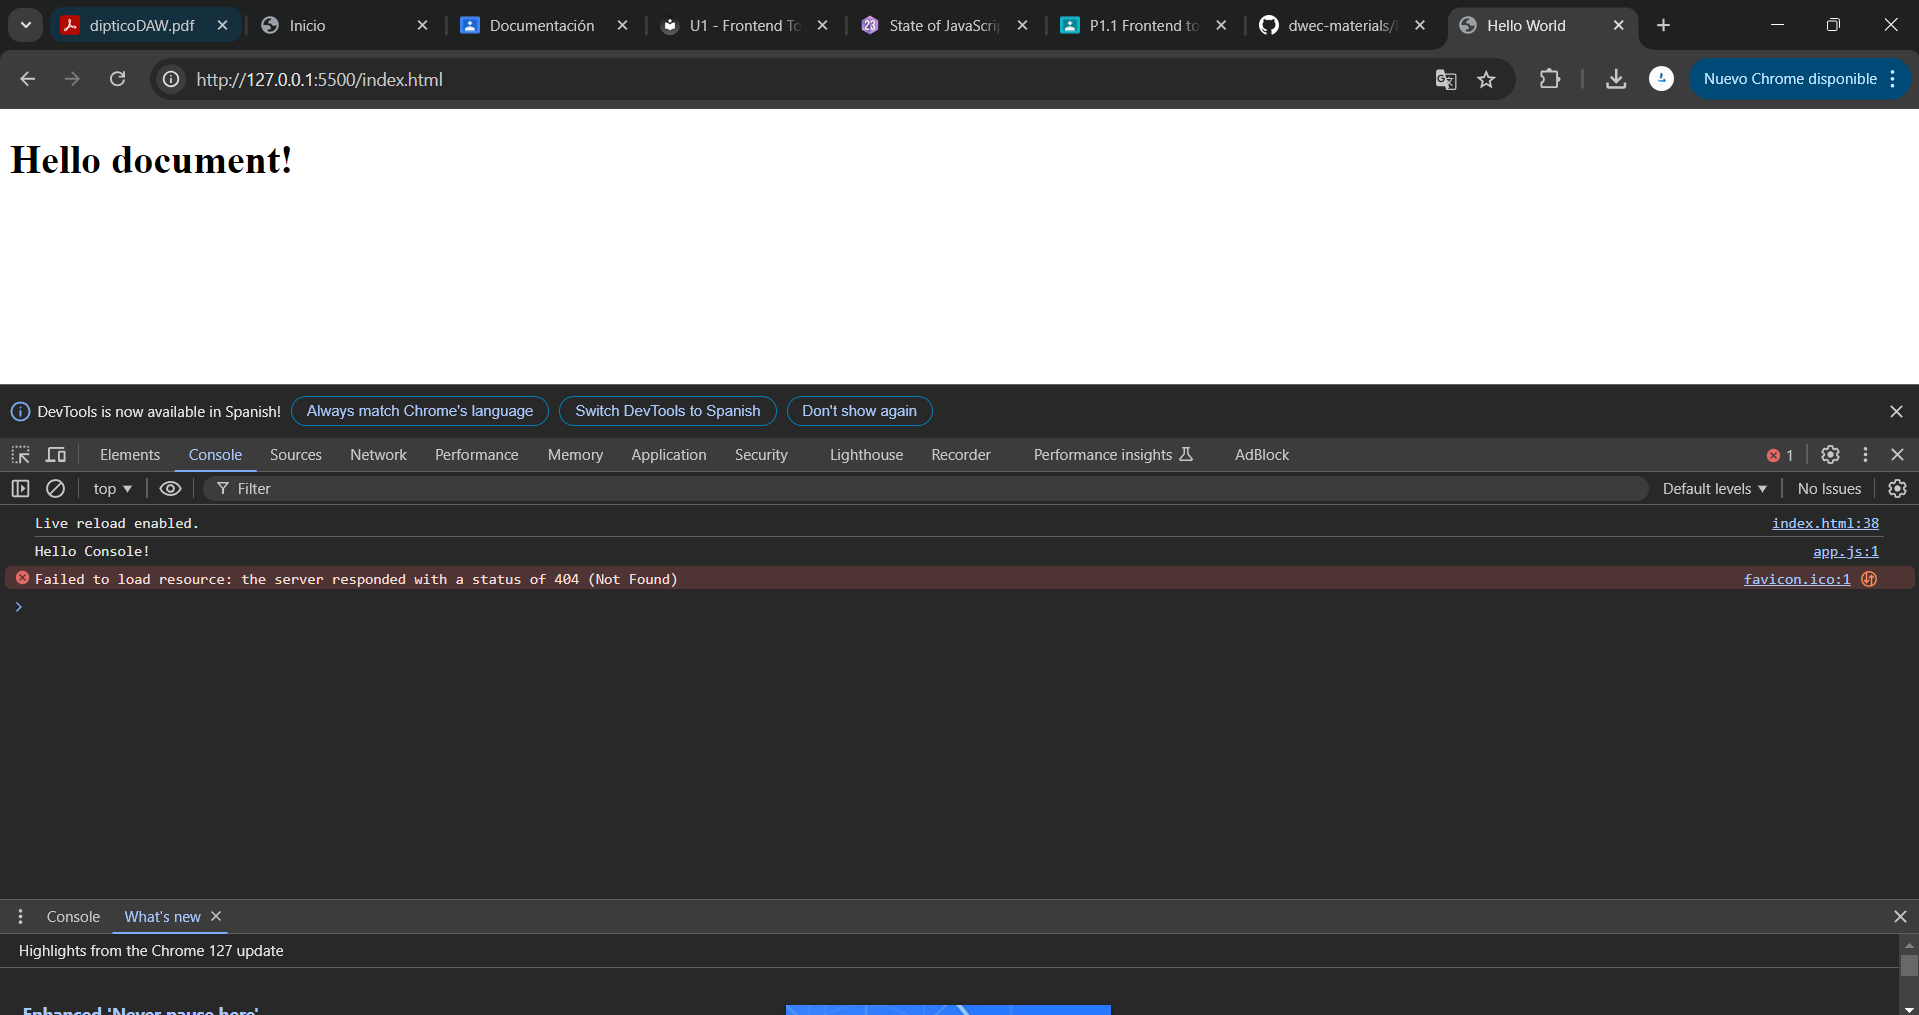 dipticoDAW.pdf
Inicio
Documentación
U1 - Frontend To
State of JavaScrip
P1.1 Frontend to
dwec-materials/
Hello World
http://127.0.0.1:5500/index.html
Nuevo Chrome disponible
Hello document!
DevTools is now available in Spanish!
Always match Chrome's language
Switch DevTools to Spanish
Don't show again
Elements
Console
Sources
Network
Performance
Memory
Application
Security
Lighthouse
Recorder
Performance insights
AdBlock
1
top
Filter
Default levels
No Issues
Live reload enabled. index.html:38
Hello Console! app.js:1
Failed to load resource: the server responded with a status of 404 (Not Found) favicon.ico:1
Console
What's new
Highlights from the Chrome 127 update
Enhanced 'Never pause here'